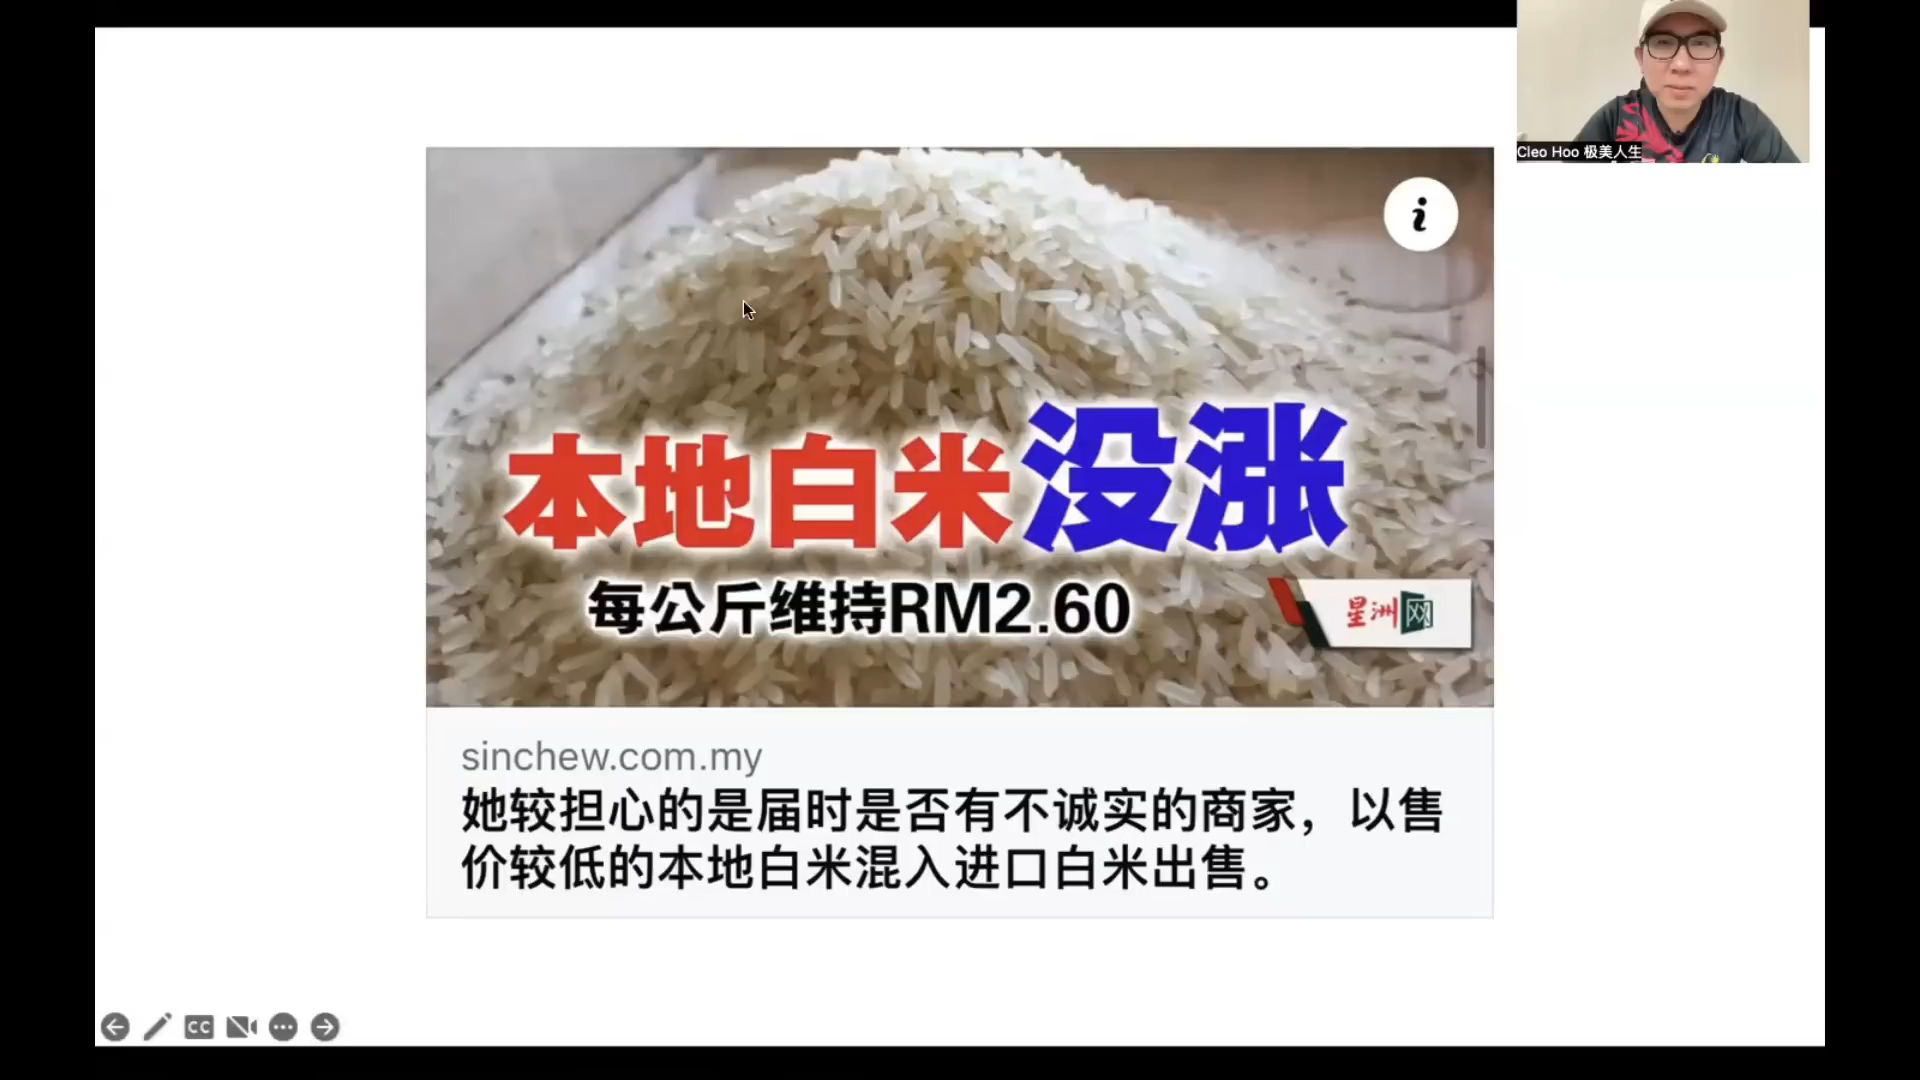 Cleo Hoo 极美人生
i
本地白米没涨
每公斤维持RM2.60
星洲网
sinchew.com.my
她较担心的是届时是否有不诚实的商家，以售
价较低的本地白米混入进口白米出售。
CC